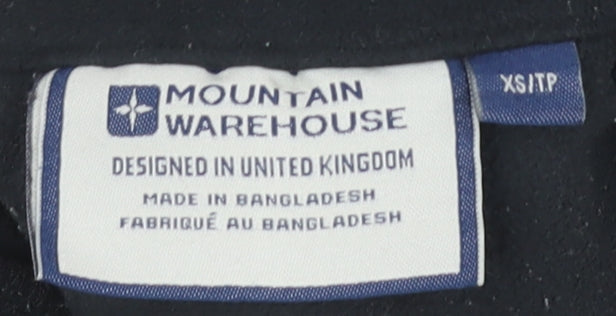 MOUNTAIN
WAREHOUSE
DESIGNED IN UNITED KINGDOM
MADE IN BANGLADESH
FABRIQUÉ AU BANGLADESH
XS/TP